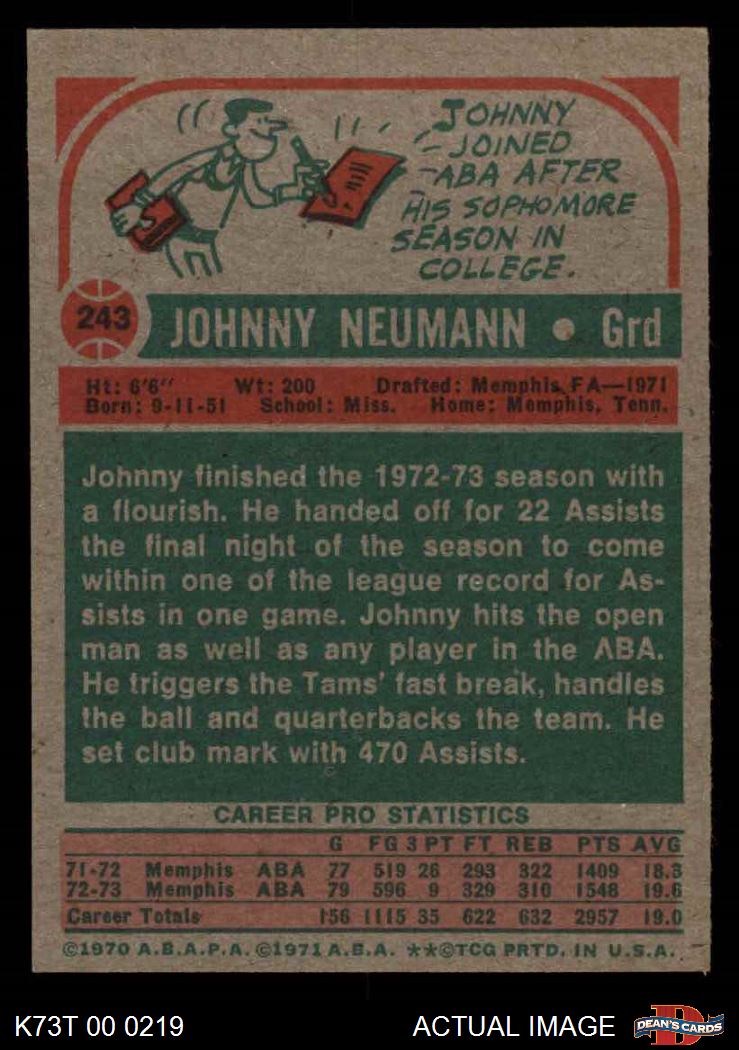 JOHNNY
JOINED
ABA AFTER
HIS SOPHOMORE
SEASON IN
COLLEGE.
243
JOHNNY NEUMANN • Grd
Ht: 6'6" Wt: 200 Drafted: Memphis FA—1971
Born: 9-11-51 School: Miss. Home: Memphis, Tenn.
Johnny finished the 1972-73 season with
a flourish. He handed off for 22 Assists
the final night of the season to come
within one of the league record for As-
sists in one game. Johnny hits the open
man as well as any player in the ABA.
He triggers the Tams' fast break, handles
the ball and quarterbacks the team. He
set club mark with 470 Assists.
CAREER PRO STATISTICS
G FG 3PT FT REB PTS AVG
71-72 Memphis ABA 77 519 26 293 322 1409 18.3
72-73 Memphis ABA 79 596 9 329 310 1548 19.6
Career Totals 156 1115 35 622 632 2957 19.0
©1970 A.B.A.P.A. ©1971 A.B.A. **©TCG PRTD. IN U.S.A.
K73T 00 0219 ACTUAL IMAGE DEAN'S CARDS